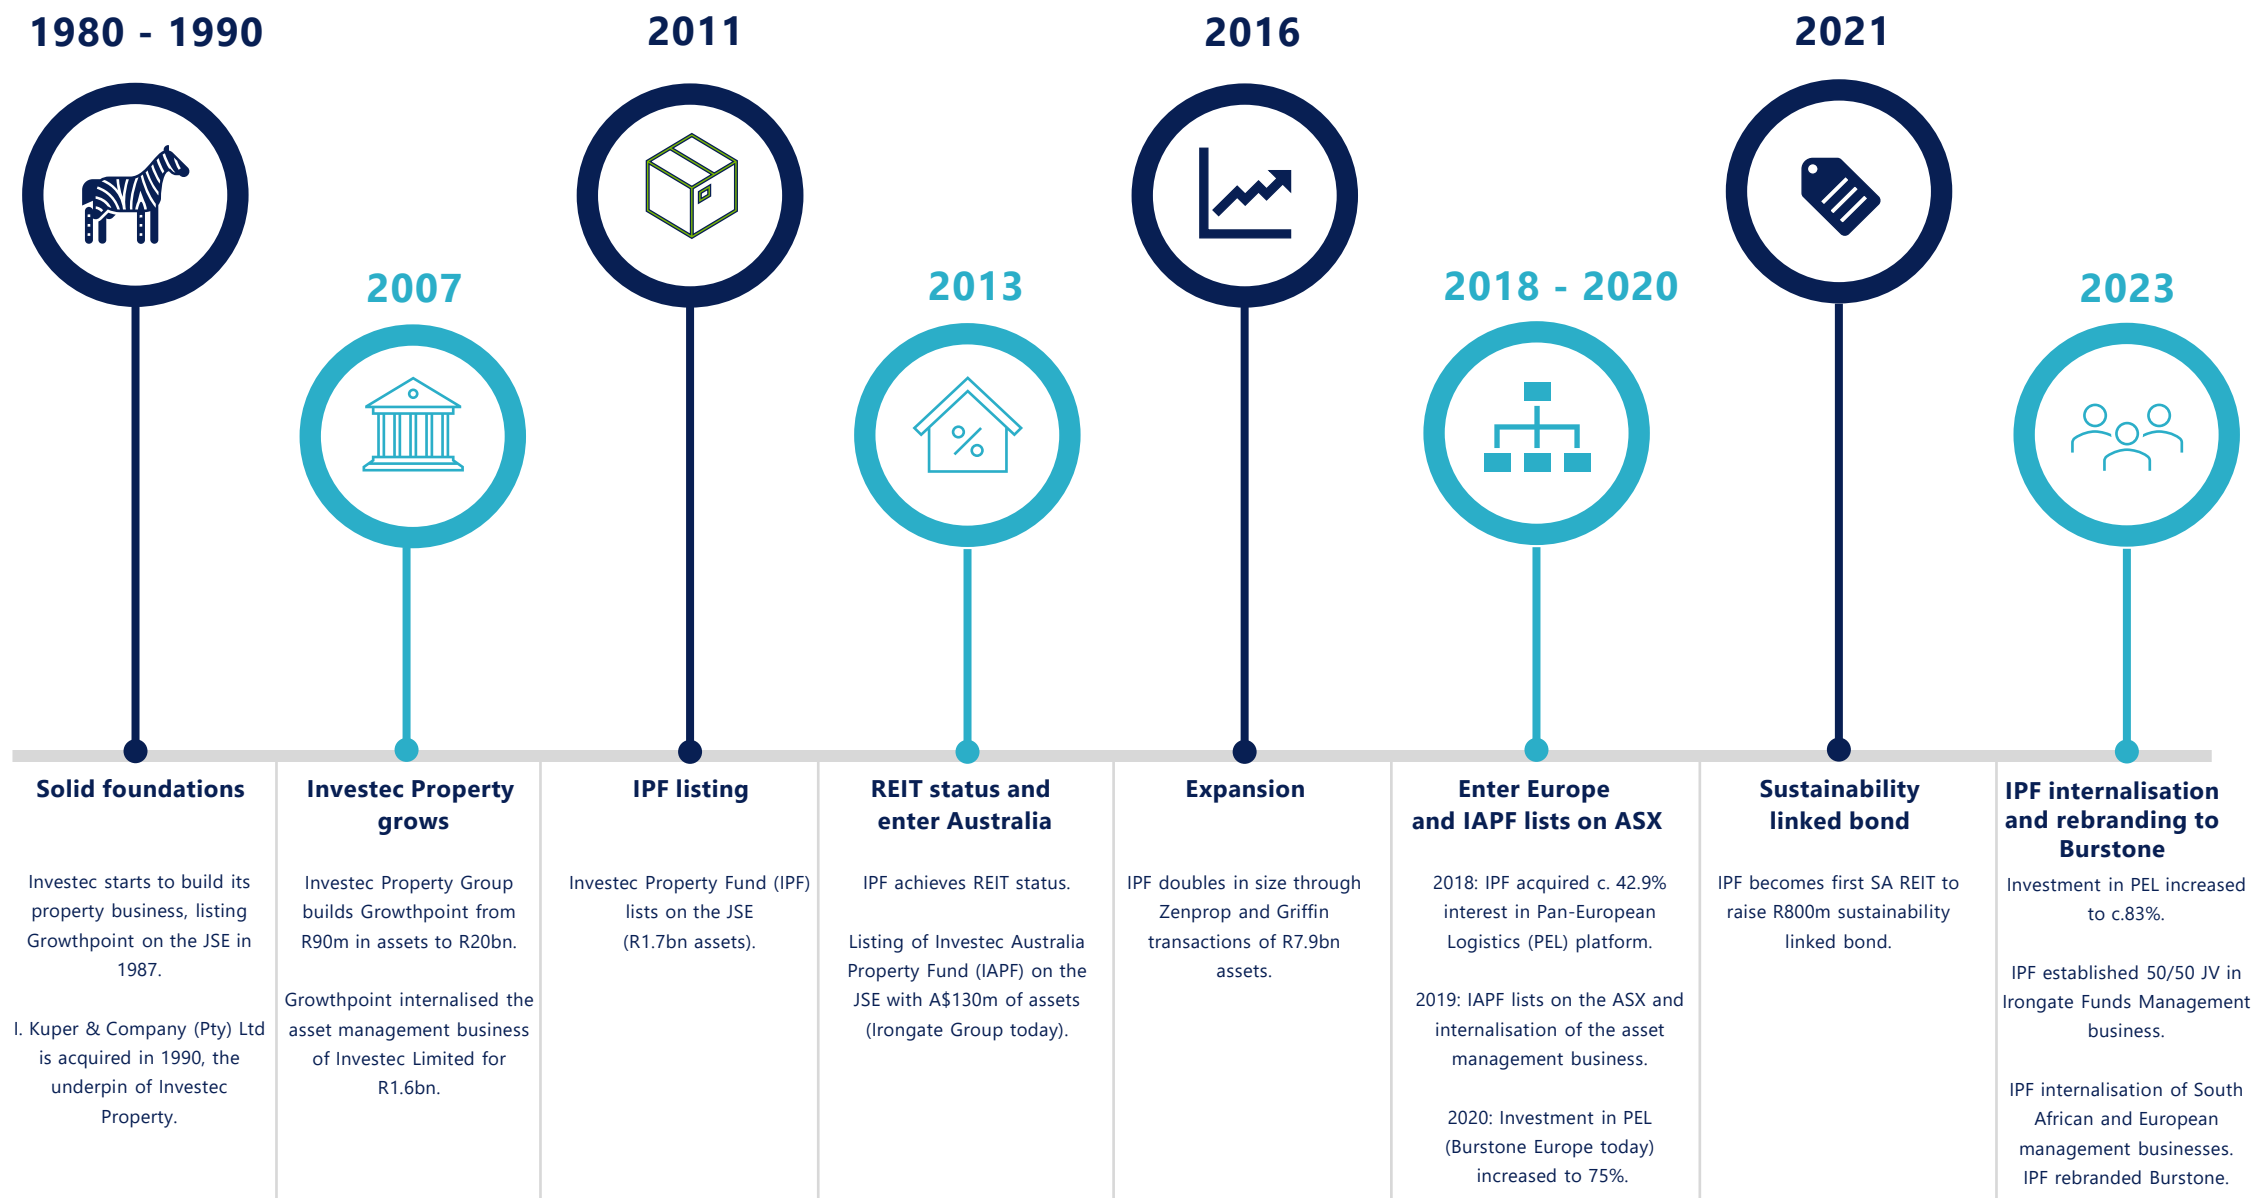 1980 - 1990
Solid foundations
Investec starts to build its
property business, listing
Growthpoint on the JSE in
1987.
I. Kuper & Company (Pty) Ltd
is acquired in 1990, the
underpin of Investec
Property.
2007
Investec Property
grows
Investec Property Group
builds Growthpoint from
R90m in assets to R20bn.
Growthpoint internalised the
asset management business
of Investec Limited for
R1.6bn.
2011
IPF listing
Investec Property Fund (IPF)
lists on the JSE
(R1.7bn assets).
2013
REIT status and
enter Australia
IPF achieves REIT status.
Listing of Investec Australia
Property Fund (IAPF) on the
JSE with A$130m of assets
(Irongate Group today).
2016
Expansion
IPF doubles in size through
Zenprop and Griffin
transactions of R7.9bn
assets.
2018 - 2020
Enter Europe
and IAPF lists on ASX
2018: IPF acquired c. 42.9%
interest in Pan-European
Logistics (PEL) platform.
2019: IAPF lists on the ASX and
internalisation of the asset
management business.
2020: Investment in PEL
(Burstone Europe today)
increased to 75%.
2021
Sustainability
linked bond
IPF becomes first SA REIT to
raise R800m sustainability
linked bond.
2023
IPF internalisation
and rebranding to
Burstone
Investment in PEL increased
to c.83%.
IPF established 50/50 JV in
Irongate Funds Management
business.
IPF internalisation of South
African and European
management businesses.
IPF rebranded Burstone.